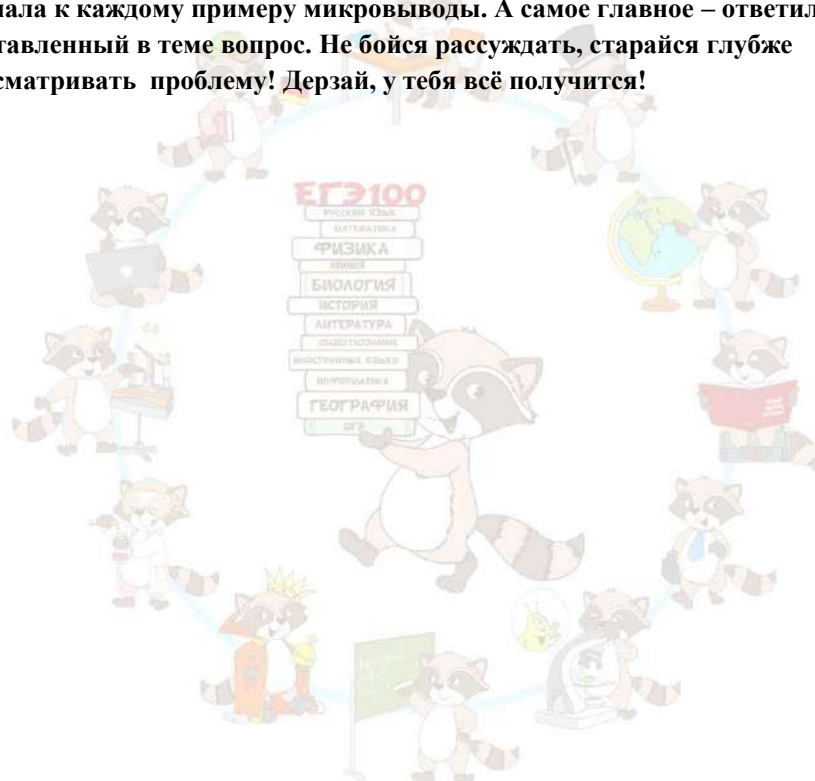 нала к каждому примеру микровыводы. А самое главное – ответил
тавленный в теме вопрос. Не бойся рассуждать, старайся глубже
сматривать проблему! Дерзай, у тебя всё получится!
ЕГЭ100
РУССКИЙ ЯЗЫК
МАТЕМАТИКА
ФИЗИКА
ХИМИЯ
БИОЛОГИЯ
ИСТОРИЯ
ЛИТЕРАТУРА
ОБЩЕСТВОЗНАНИЕ
ИНОСТРАННЫЕ ЯЗЫКИ
ИНФОРМАТИКА
ГЕОГРАФИЯ
ОГЭ